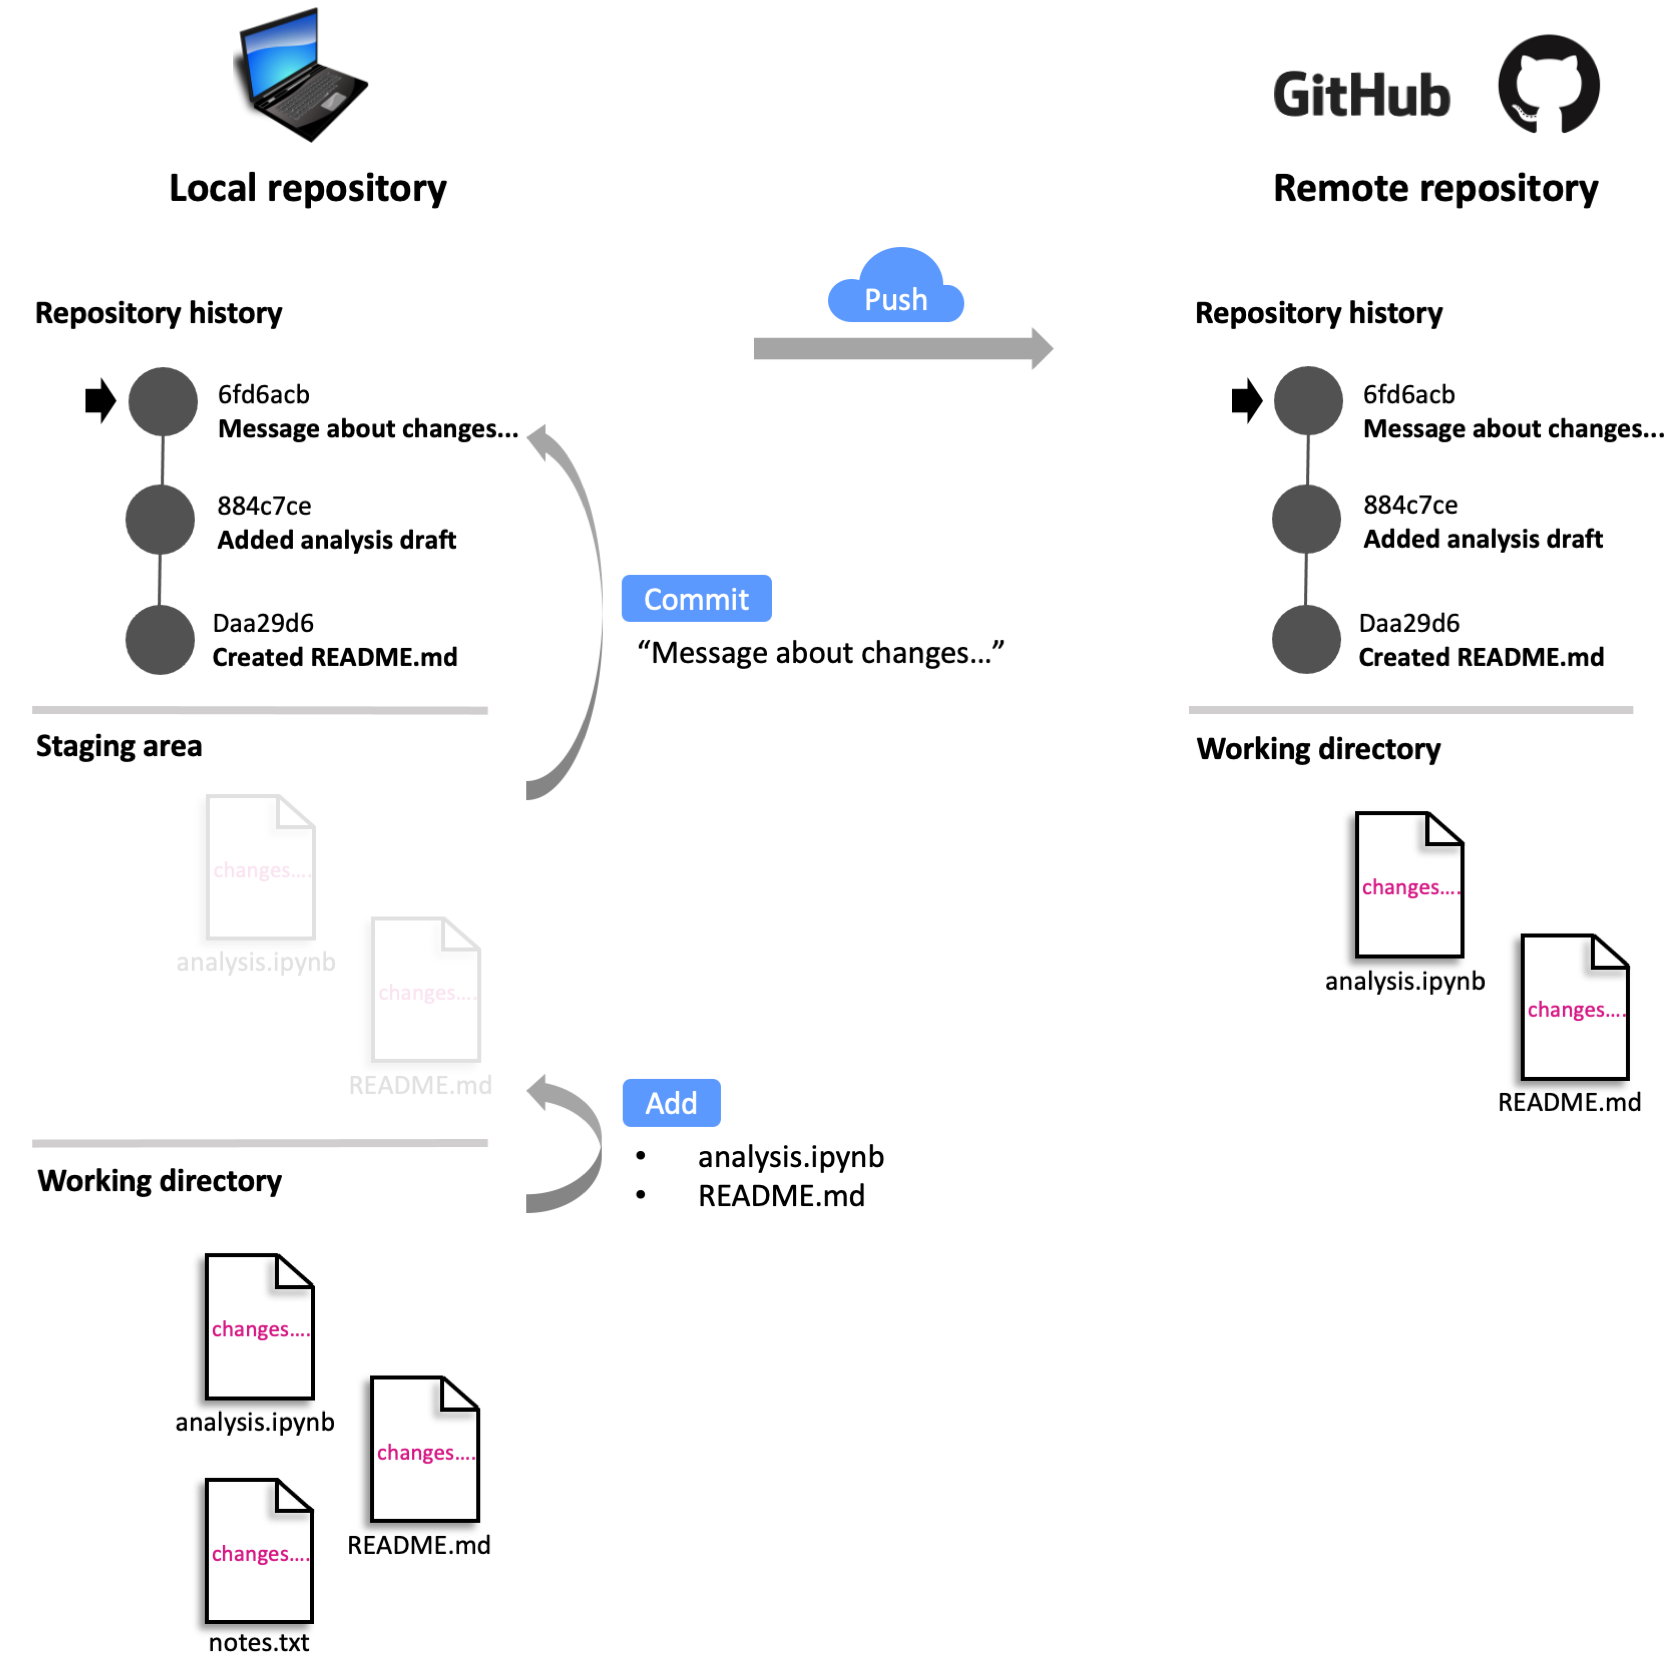 GitHub
Local repository
Remote repository
Push
Repository history
6fd6acb
Message about changes...
884c7ce
Added analysis draft
Daa29d6
Created README.md
Commit
“Message about changes...”
Staging area
changes....
analysis.ipynb
changes....
README.md
Add
• analysis.ipynb
• README.md
Working directory
changes....
analysis.ipynb
changes....
README.md
changes....
notes.txt
Repository history
6fd6acb
Message about changes...
884c7ce
Added analysis draft
Daa29d6
Created README.md
Working directory
changes....
analysis.ipynb
changes....
README.md